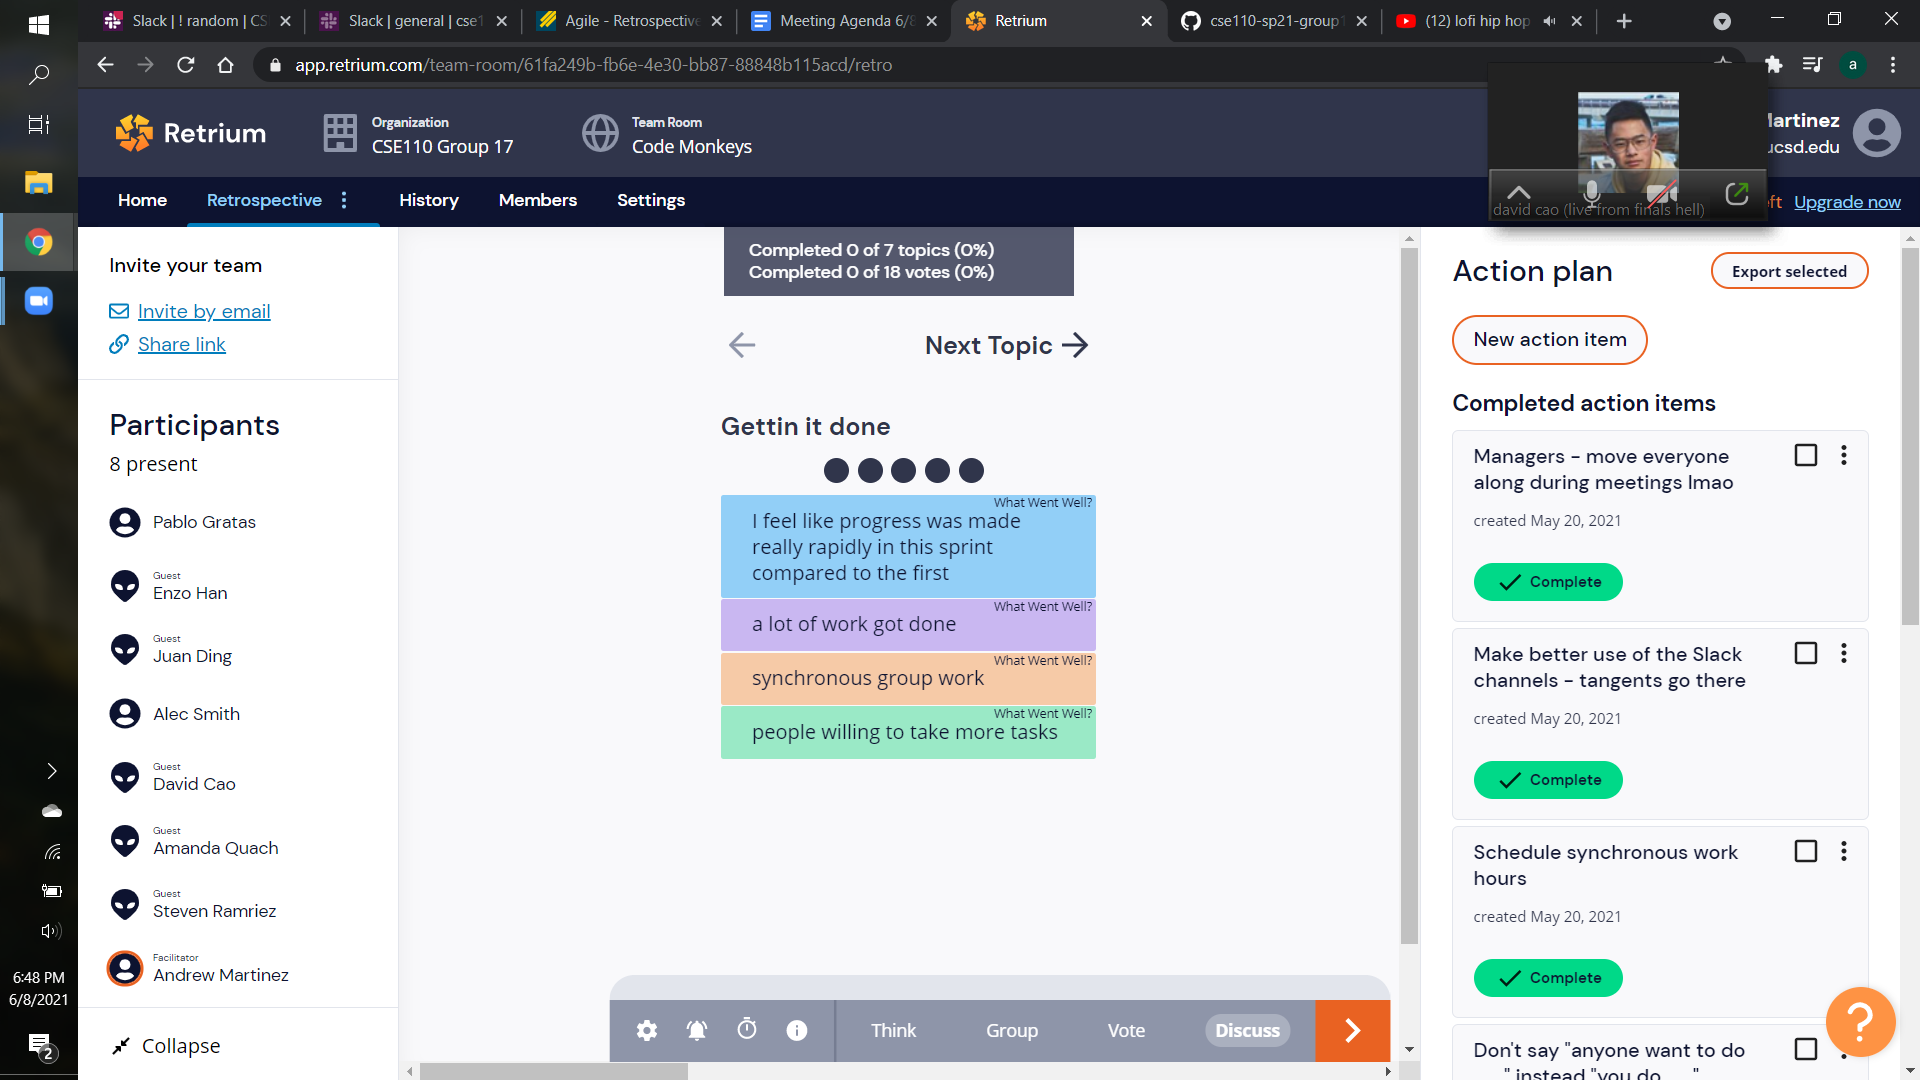 Slack | ! random | CS
Slack | general | cse1
Agile - Retrospective
Meeting Agenda 6/8
Retrium
cse110-sp21-group1
(12) lofi hip hop
app.retrium.com/team-room/61fa249b-fb6e-4e30-bb87-88848b115acd/retro
a
Retrium
Organization
CSE110 Group 17
Team Room
Code Monkeys
Martinez
ucsd.edu
david cao (live from finals hell)
Home
Retrospective
History
Members
Settings
eft
Upgrade now
Invite your team
Invite by email
Share link
Participants
8 present
Pablo Gratas
Guest
Enzo Han
Guest
Juan Ding
Alec Smith
Guest
David Cao
Guest
Amanda Quach
Guest
Steven Ramriez
Facilitator
Andrew Martinez
Collapse
Completed 0 of 7 topics (0%)
Completed 0 of 18 votes (0%)
Next Topic
Gettin it done
What Went Well?
I feel like progress was made
really rapidly in this sprint
compared to the first
What Went Well?
a lot of work got done
What Went Well?
synchronous group work
What Went Well?
people willing to take more tasks
Think
Group
Vote
Discuss
Action plan
Export selected
New action item
Completed action items
Managers - move everyone
along during meetings lmao
created May 20, 2021
Complete
Make better use of the Slack
channels - tangents go there
created May 20, 2021
Complete
Schedule synchronous work
hours
created May 20, 2021
Complete
Don't say "anyone want to do
___" instead "you do ___"
?
6:48 PM
6/8/2021
2